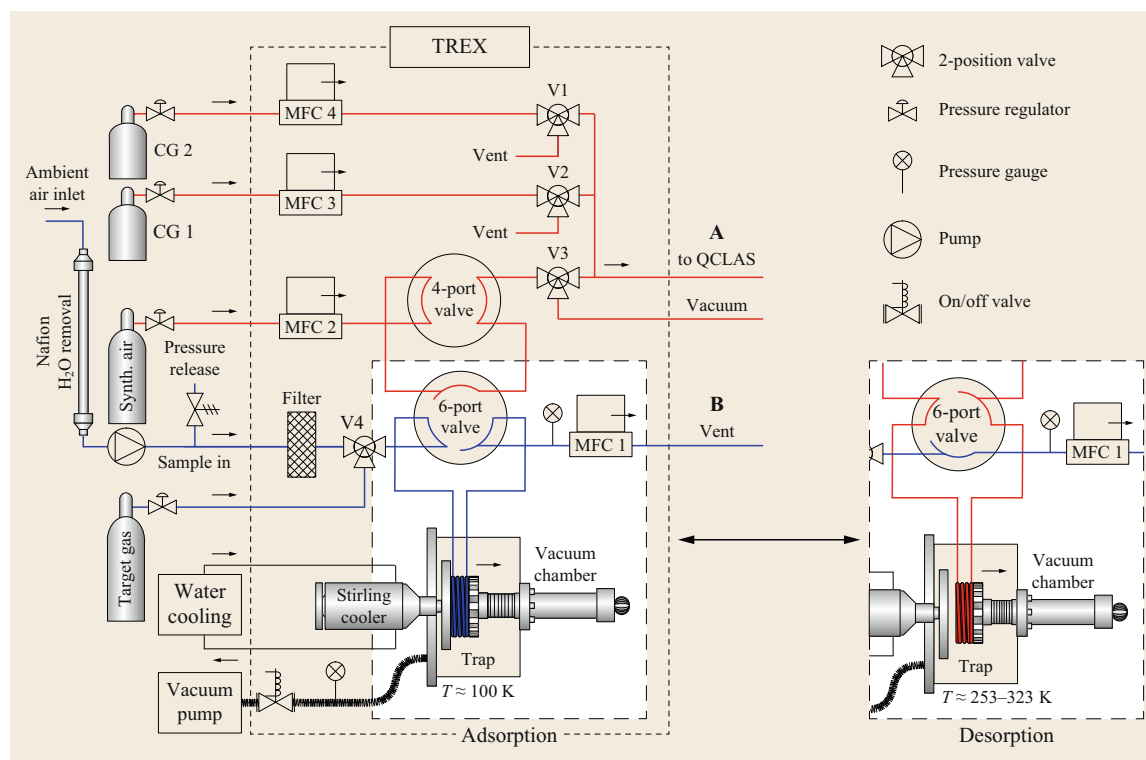 TREX
MFC 4
V1
2-position valve
CG 2
Vent
Pressure regulator
Ambient
air inlet
MFC 3
V2
Pressure gauge
CG 1
Vent
A
to QCLAS
Pump
4-port
valve
V3
Vacuum
On/off valve
Nafion
H₂O removal
Synth. air
MFC 2
Pressure
release
Filter
V4
6-port
valve
B
Vent
MFC 1
Sample in
6-port
valve
MFC 1
Target gas
Water
cooling
Stirling
cooler
Vacuum
chamber
Trap
T ≈ 100 K
Vacuum
pump
Adsorption
Vacuum
chamber
Trap
T ≈ 253–323 K
Desorption